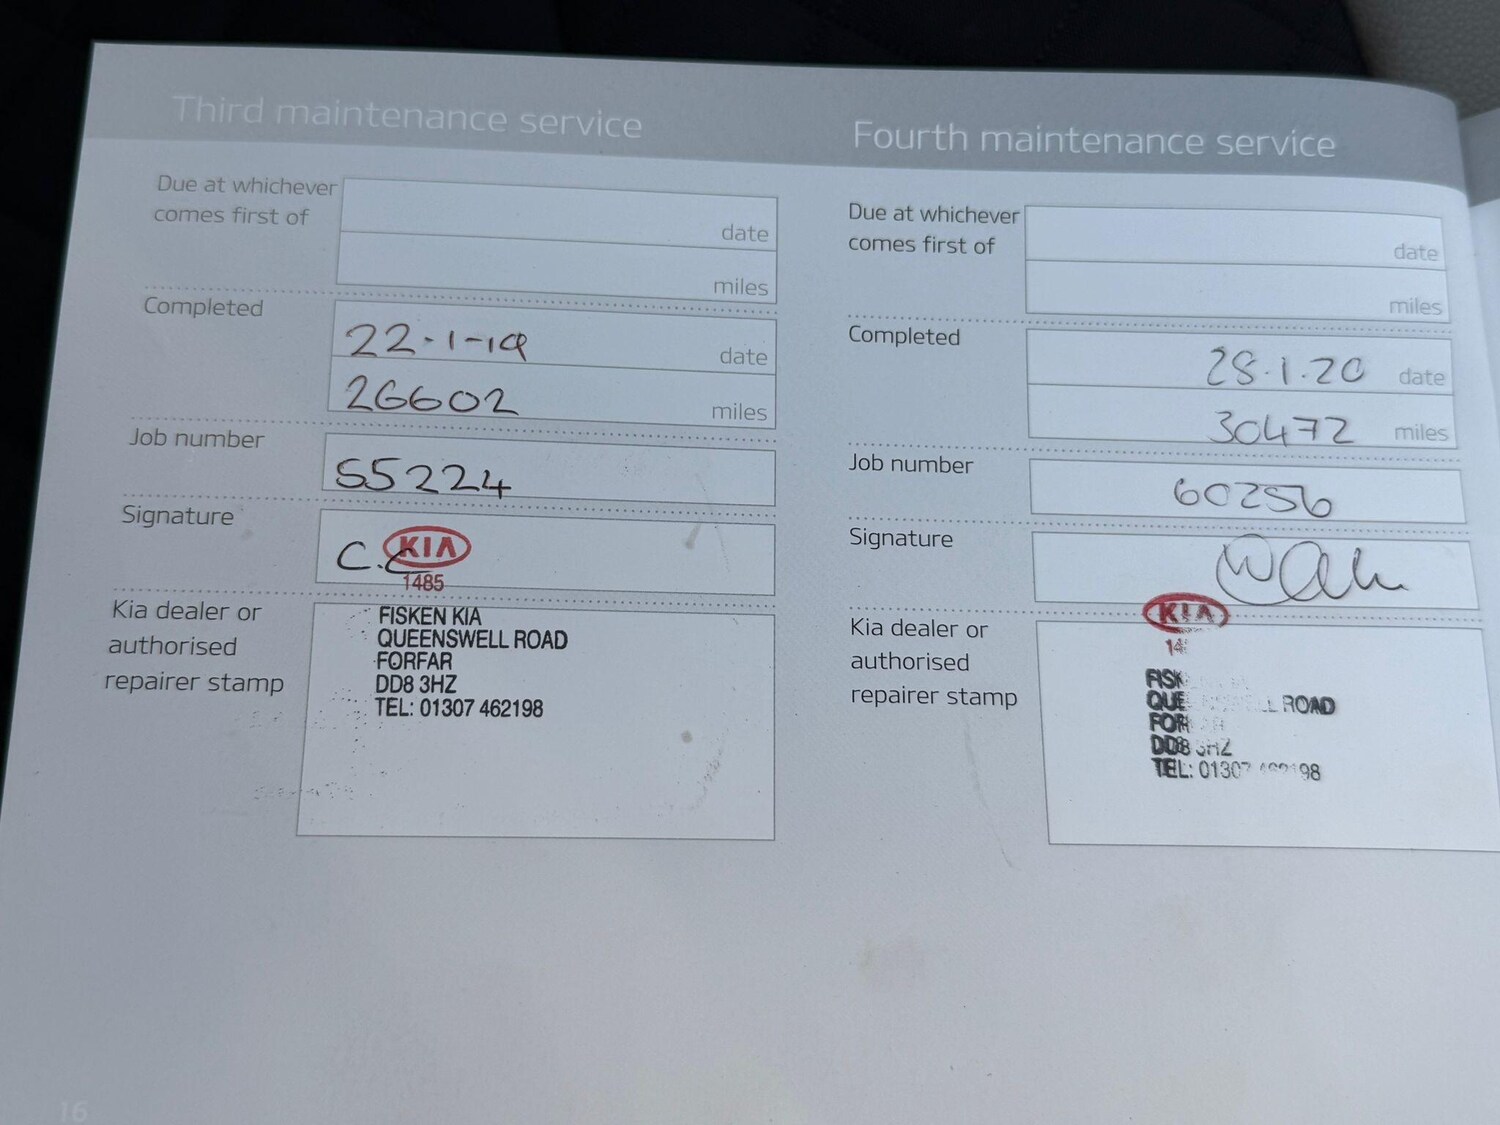 Third maintenance service
Due at whichever
comes first of
date
miles
Completed
22.1-19
date
26602
miles
Job number
55224
Signature
C.C
KIA
1485
Kia dealer or
authorised
repairer stamp
FISKEN KIA
QUEENSWELL ROAD
FORFAR
DD8 3HZ
TEL: 01307 462198
Fourth maintenance service
Due at whichever
comes first of
date
miles
Completed
28.1.20
date
30472
miles
Job number
60256
Signature
KIA
Kia dealer or
authorised
repairer stamp
ROAD
DD8 3HZ
TEL:
16